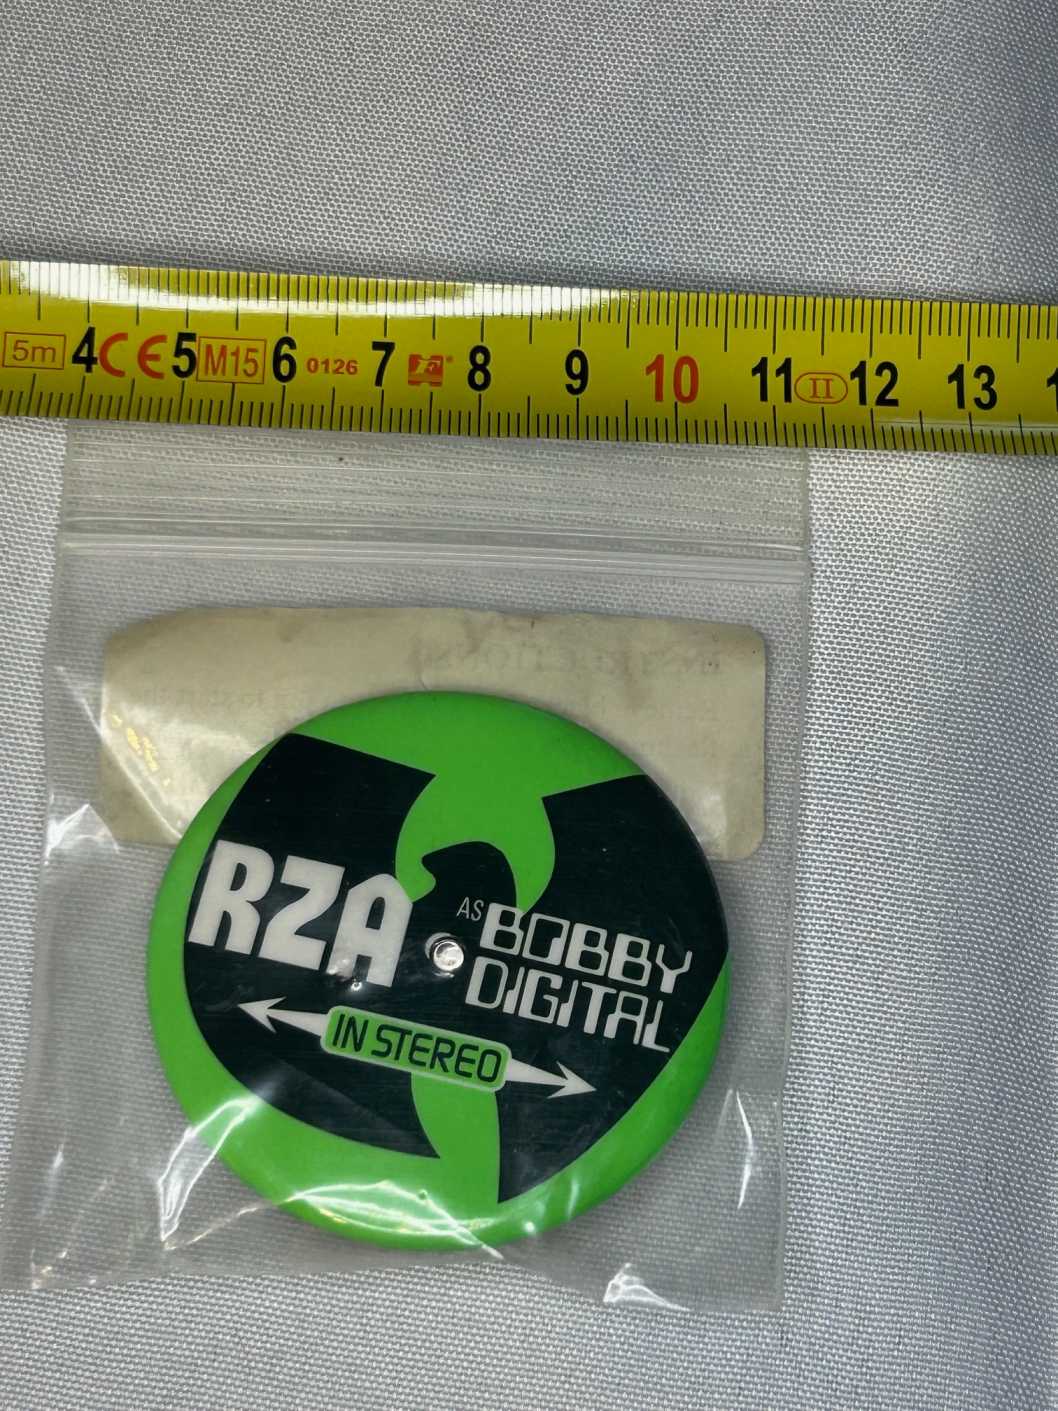 5m 4 CE 5 M15 6 0126 7 8 9 10 11 II 12 13
RZA
AS BOBBY
DIGITAL
IN STEREO